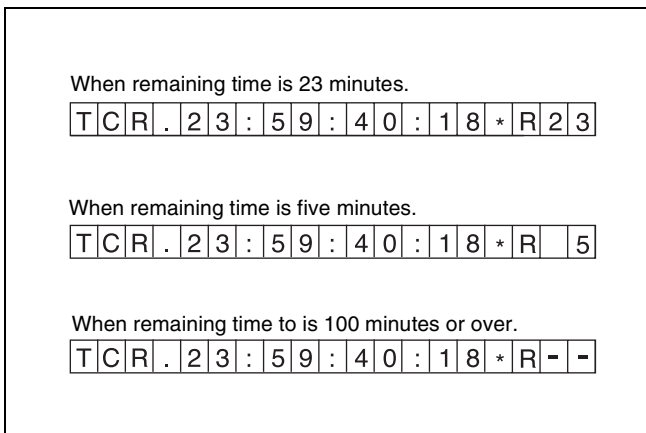 When remaining time is 23 minutes.
TCR.23:59:40:18*R23
When remaining time is five minutes.
TCR.23:59:40:18*R 5
When remaining time to is 100 minutes or over.
TCR.23:59:40:18*R--